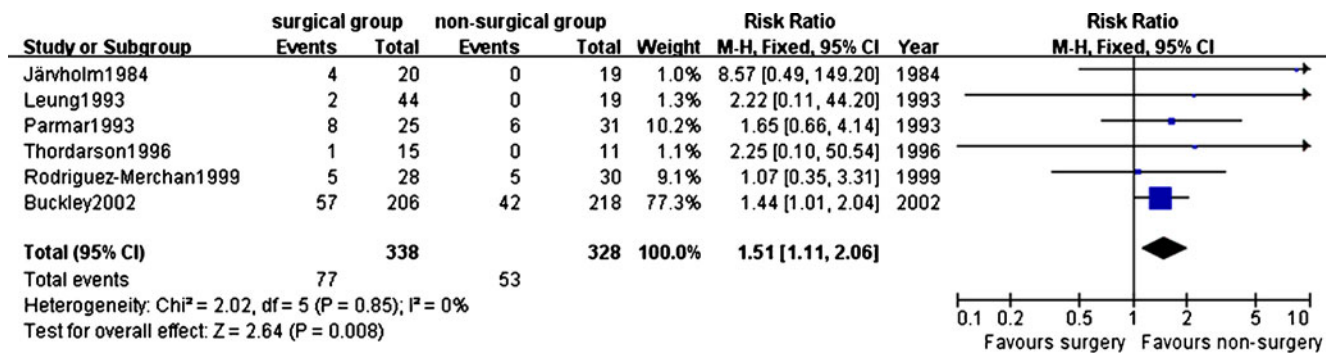 surgical group non-surgical group Risk Ratio Risk Ratio
Study or Subgroup Events Total Events Total Weight M-H, Fixed, 95% CI Year M-H, Fixed, 95% CI
Järvholm1984 4 20 0 19 1.0% 8.57 [0.49, 149.20] 1984
Leung1993 2 44 0 19 1.3% 2.22 [0.11, 44.20] 1993
Parmar1993 8 25 6 31 10.2% 1.65 [0.66, 4.14] 1993
Thordarson1996 1 15 0 11 1.1% 2.25 [0.10, 50.54] 1996
Rodriguez-Merchan1999 5 28 5 30 9.1% 1.07 [0.35, 3.31] 1999
Buckley2002 57 206 42 218 77.3% 1.44 [1.01, 2.04] 2002
Total (95% CI) 338 328 100.0% 1.51 [1.11, 2.06]
Total events 77 53
Heterogeneity: Chi² = 2.02, df = 5 (P = 0.85); I² = 0%
Test for overall effect: Z = 2.64 (P = 0.008)
0.1 0.2 0.5 1 2 5 10
Favours surgery Favours non-surgery